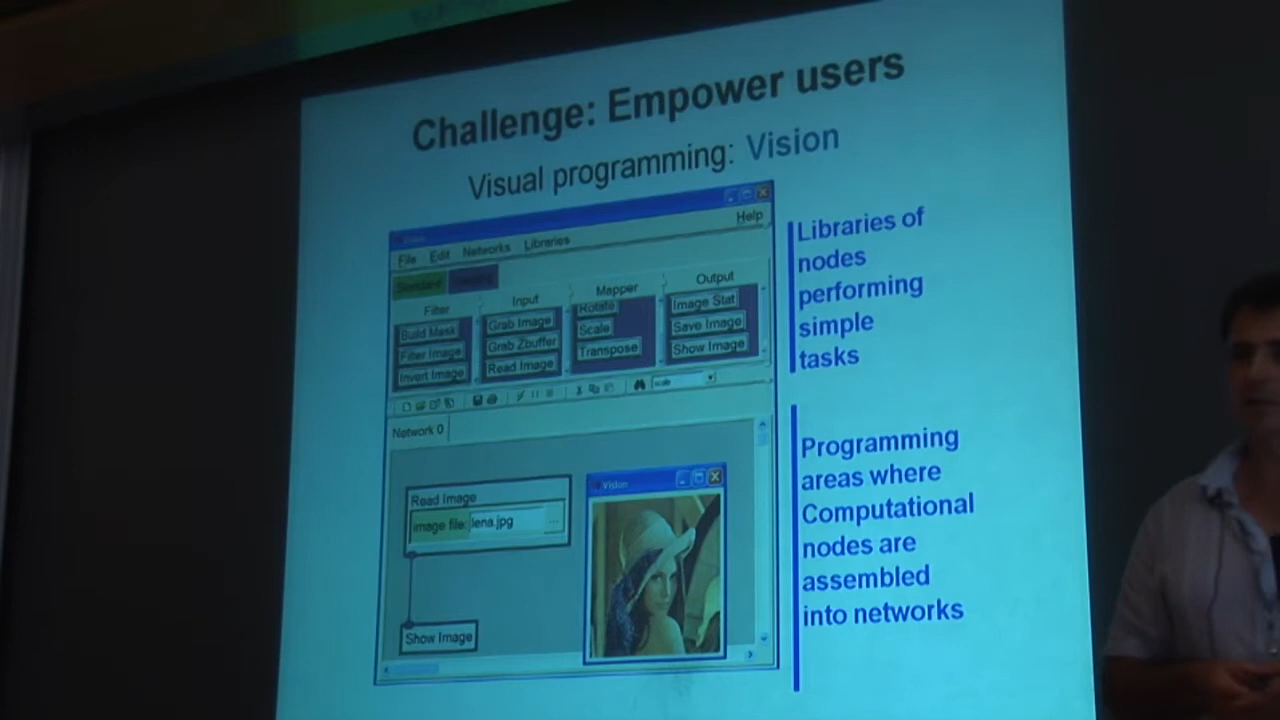 Challenge: Empower users
Visual programming: Vision
Vision
Help
File Edit Networks Libraries
Standard
Filter Input Mapper Output
Build Mask Grab Image Rotate Image Stat
Filter Image Grab Zbuffer Scale Save Image
Invert Image Read Image Transpose Show Image
scale
Network 0
Read Image
image file: lena.jpg ...
Show Image
Vision
Libraries of
nodes
performing
simple
tasks
Programming
areas where
Computational
nodes are
assembled
into networks